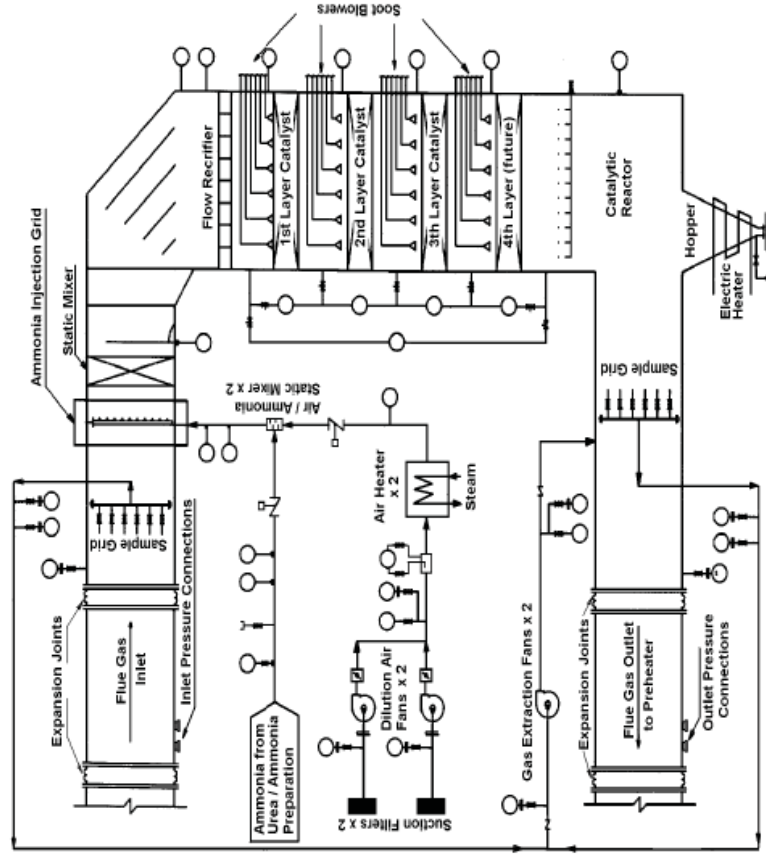 Soot Blowers
Flow Recrifier
1st Layer Catalyst
2nd Layer Catalyst
3th Layer Catalyst
4th Layer (future)
Catalytic
Reactor
Hopper
Electric
Heater
Ammonia Injection Grid
Static Mixer
Air / Ammonia
Static Mixer x 2
Sample Grid
Inlet Pressure Connections
Expansion Joints
Flue Gas
Inlet
Air Heater
x 2
Steam
Ammonia from
Urea / Ammonia
Preparation
Dilution Air
Fans x 2
Suction Filters x 2
Gas Extraction Fans x 2
Sample Grid
Expansion Joints
Flue Gas Outlet
to Preheater
Outlet Pressure
Connections